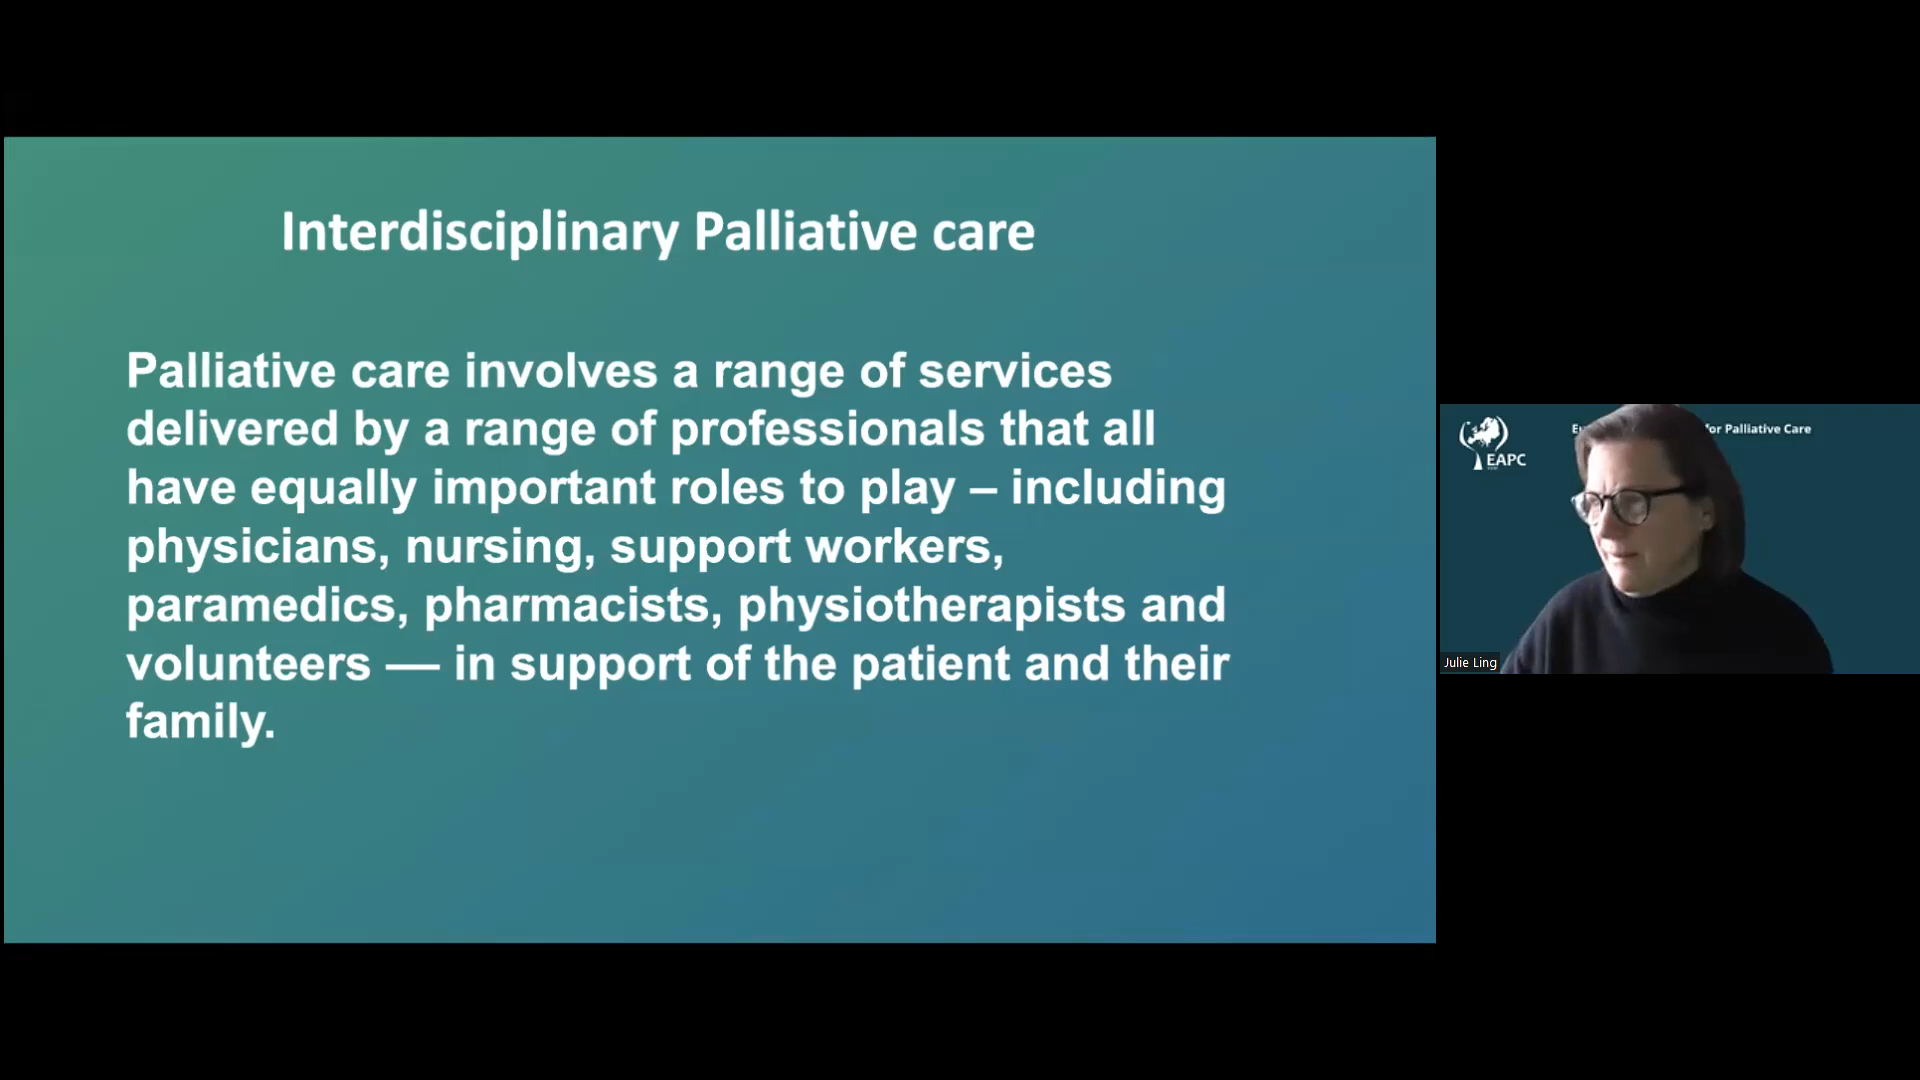 Interdisciplinary Palliative care
Palliative care involves a range of services
delivered by a range of professionals that all
have equally important roles to play – including
physicians, nursing, support workers,
paramedics, pharmacists, physiotherapists and
volunteers — in support of the patient and their
family.
EAPC
for Palliative Care
Julie Ling